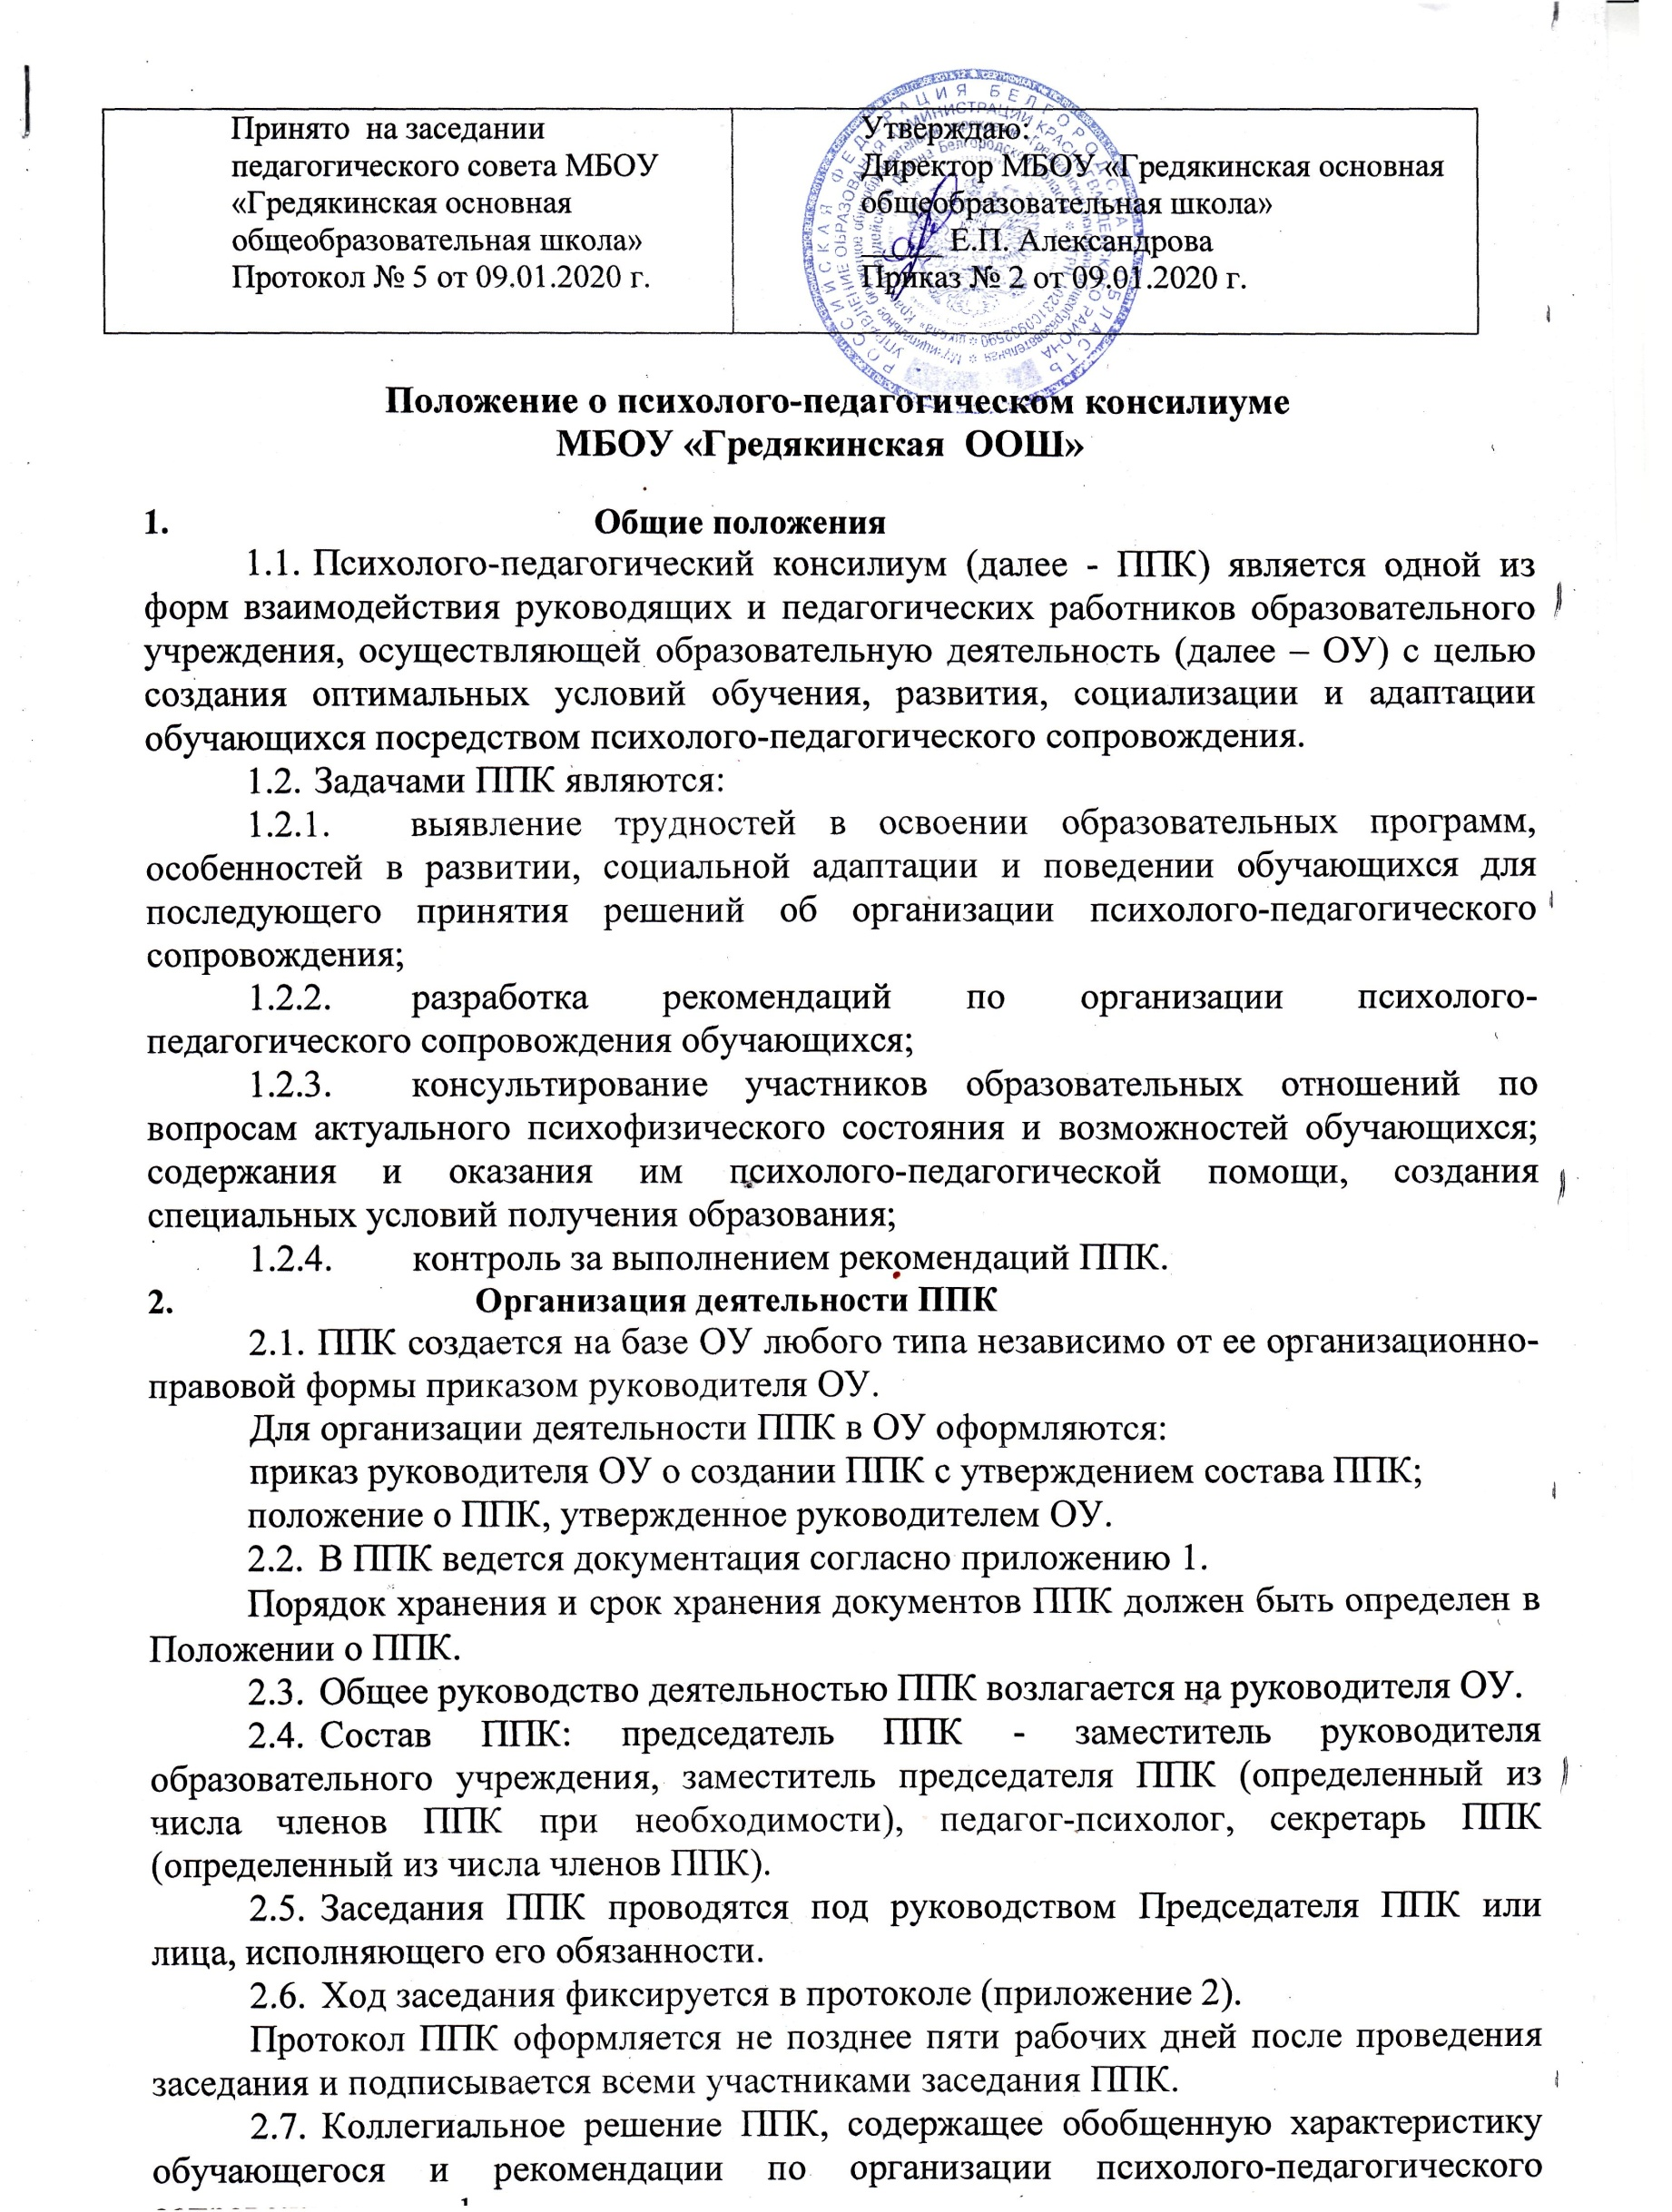 Принято на заседании
педагогического совета МБОУ
«Гредякинская основная
общеобразовательная школа»
Протокол № 5 от 09.01.2020 г.
Утверждаю:
Директор МБОУ «Гредякинская основная
общеобразовательная школа»
______ Е.П. Александрова
Приказ № 2 от 09.01.2020 г.
РОССИЙСКАЯ ФЕДЕРАЦИЯ БЕЛГОРОДСКАЯ ОБЛАСТЬ
УПРАВЛЕНИЕ ОБРАЗОВАНИЯ АДМИНИСТРАЦИИ КРАСНОГВАРДЕЙСКОГО РАЙОНА
Положение о психолого-педагогическом консилиуме
МБОУ «Гредякинская ООШ»
1. Общие положения
1.1. Психолого-педагогический консилиум (далее - ППК) является одной из
форм взаимодействия руководящих и педагогических работников образовательного
учреждения, осуществляющей образовательную деятельность (далее – ОУ) с целью
создания оптимальных условий обучения, развития, социализации и адаптации
обучающихся посредством психолого-педагогического сопровождения.
1.2. Задачами ППК являются:
1.2.1. выявление трудностей в освоении образовательных программ,
особенностей в развитии, социальной адаптации и поведении обучающихся для
последующего принятия решений об организации психолого-педагогического
сопровождения;
1.2.2. разработка рекомендаций по организации психолого-
педагогического сопровождения обучающихся;
1.2.3. консультирование участников образовательных отношений по
вопросам актуального психофизического состояния и возможностей обучающихся;
содержания и оказания им психолого-педагогической помощи, создания
специальных условий получения образования;
1.2.4. контроль за выполнением рекомендаций ППК.
2. Организация деятельности ППК
2.1. ППК создается на базе ОУ любого типа независимо от ее организационно-
правовой формы приказом руководителя ОУ.
Для организации деятельности ППК в ОУ оформляются:
приказ руководителя ОУ о создании ППК с утверждением состава ППК;
положение о ППК, утвержденное руководителем ОУ.
2.2. В ППК ведется документация согласно приложению 1.
Порядок хранения и срок хранения документов ППК должен быть определен в
Положении о ППК.
2.3. Общее руководство деятельностью ППК возлагается на руководителя ОУ.
2.4. Состав ППК: председатель ППК - заместитель руководителя
образовательного учреждения, заместитель председателя ППК (определенный из
числа членов ППК при необходимости), педагог-психолог, секретарь ППК
(определенный из числа членов ППК).
2.5. Заседания ППК проводятся под руководством Председателя ППК или
лица, исполняющего его обязанности.
2.6. Ход заседания фиксируется в протоколе (приложение 2).
Протокол ППК оформляется не позднее пяти рабочих дней после проведения
заседания и подписывается всеми участниками заседания ППК.
2.7. Коллегиальное решение ППК, содержащее обобщенную характеристику
обучающегося и рекомендации по организации психолого-педагогического